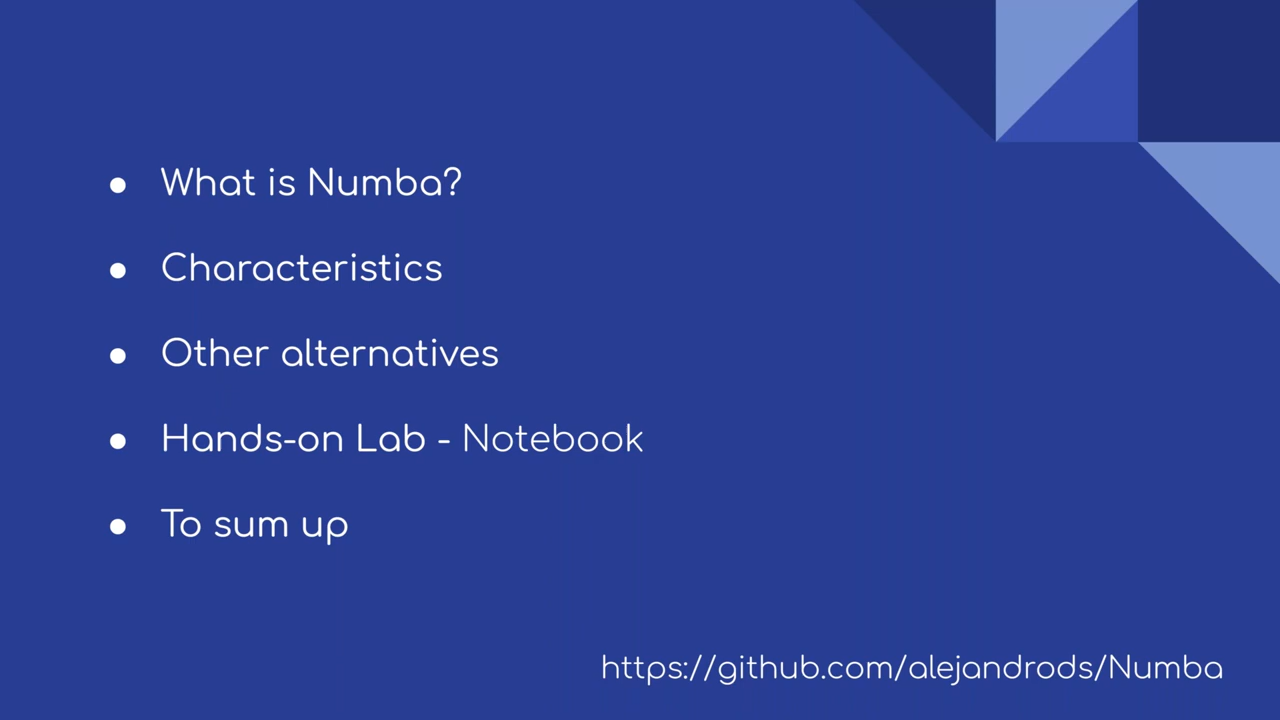 ● What is Numba?
● Characteristics
● Other alternatives
● Hands-on Lab - Notebook
● To sum up
https://github.com/alejandrods/Numba